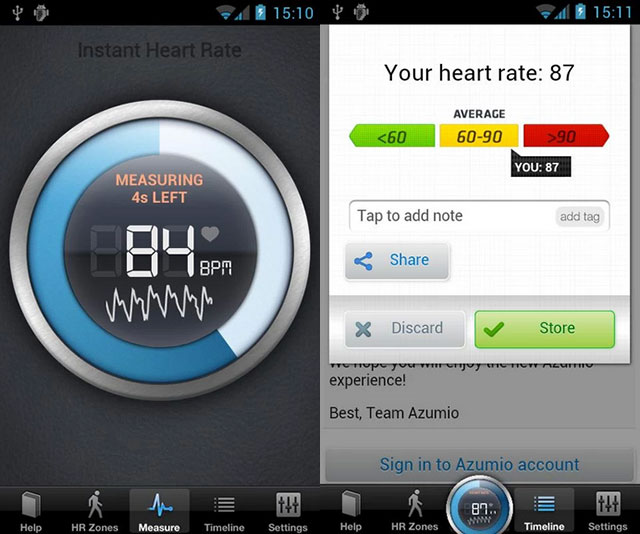 15:10
Instant Heart Rate
MEASURING
4s LEFT
84
BPM
Help
HR Zones
Measure
Timeline
Settings
15:11
Your heart rate: 87
AVERAGE
<60
60-90
>90
YOU: 87
Tap to add note
add tag
Share
Discard
Store
We hope you will enjoy the new Azumio
experience!
Best, Team Azumio
Sign in to Azumio account
Help
HR Zones
87
Timeline
Settings